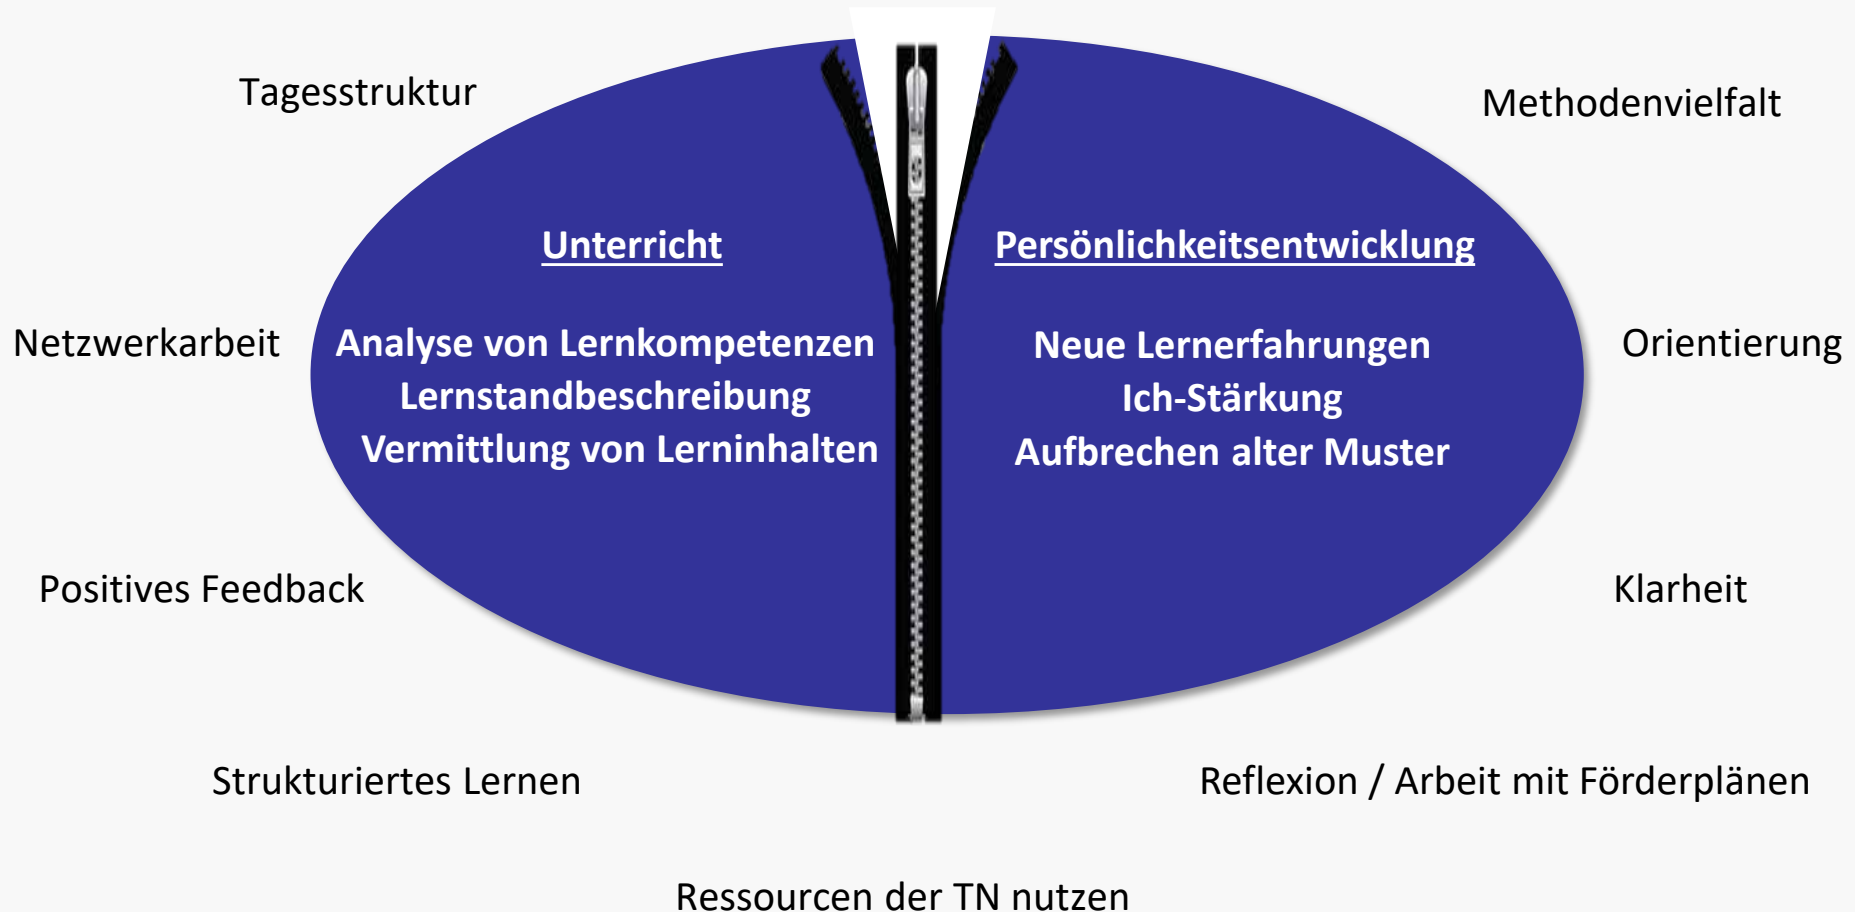 Tagesstruktur
Methodenvielfalt
Unterricht
Persönlichkeitsentwicklung
Netzwerkarbeit
Analyse von Lernkompetenzen
Lernstandbeschreibung
Vermittlung von Lerninhalten
Neue Lernerfahrungen
Ich-Stärkung
Aufbrechen alter Muster
Orientierung
Positives Feedback
Klarheit
Strukturiertes Lernen
Reflexion / Arbeit mit Förderplänen
Ressourcen der TN nutzen